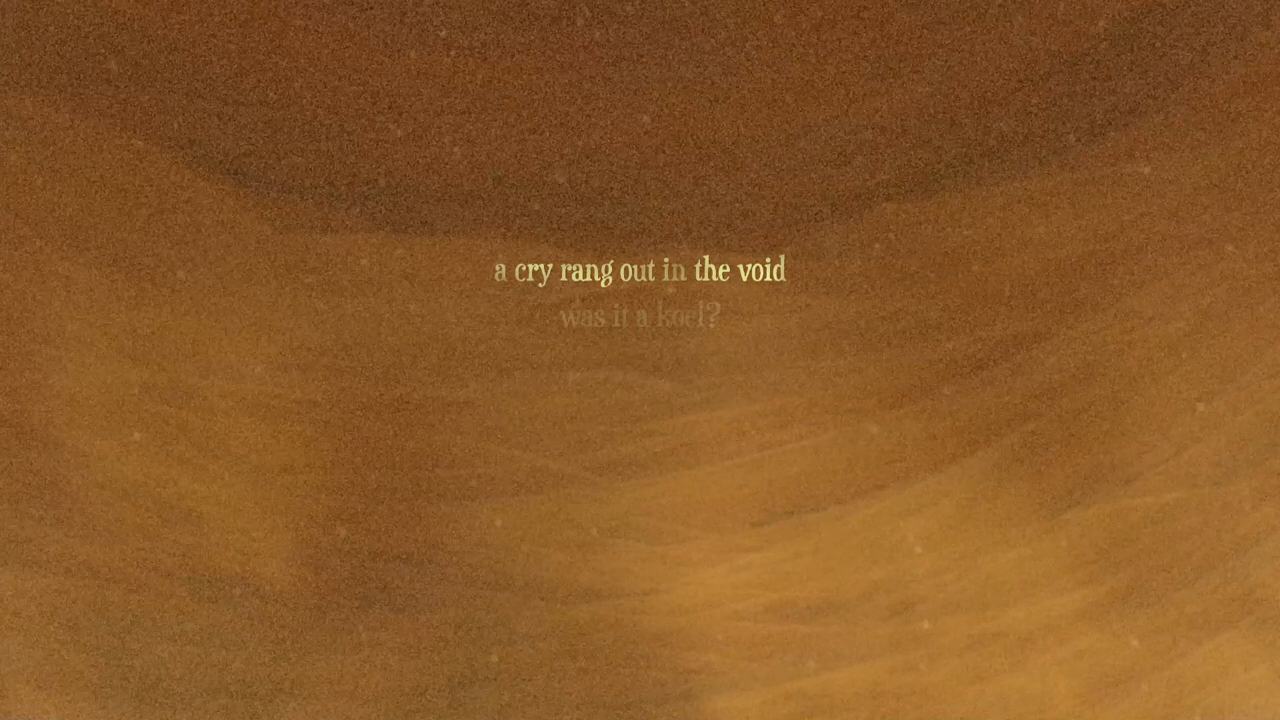 a cry rang out in the void
was it a koel?